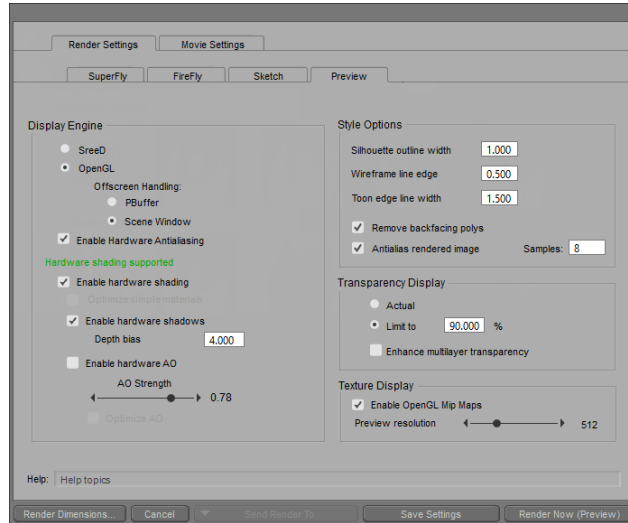 Render Settings Movie Settings
SuperFly FireFly Sketch Preview
Display Engine
SreeD
OpenGL
Offscreen Handling:
PBuffer
Scene Window
Enable Hardware Antialiasing
Hardware shading supported
Enable hardware shading
Optimize simple materials
Enable hardware shadows
Depth bias 4.000
Enable hardware AO
AO Strength
0.78
Optimize AO
Style Options
Silhouette outline width 1.000
Wireframe line edge 0.500
Toon edge line width 1.500
Remove backfacing polys
Antialias rendered image Samples: 8
Transparency Display
Actual
Limit to 90.000 %
Enhance multilayer transparency
Texture Display
Enable OpenGL Mip Maps
Preview resolution 512
Help: Help topics
Render Dimensions... Cancel Send Render To Save Settings Render Now (Preview)